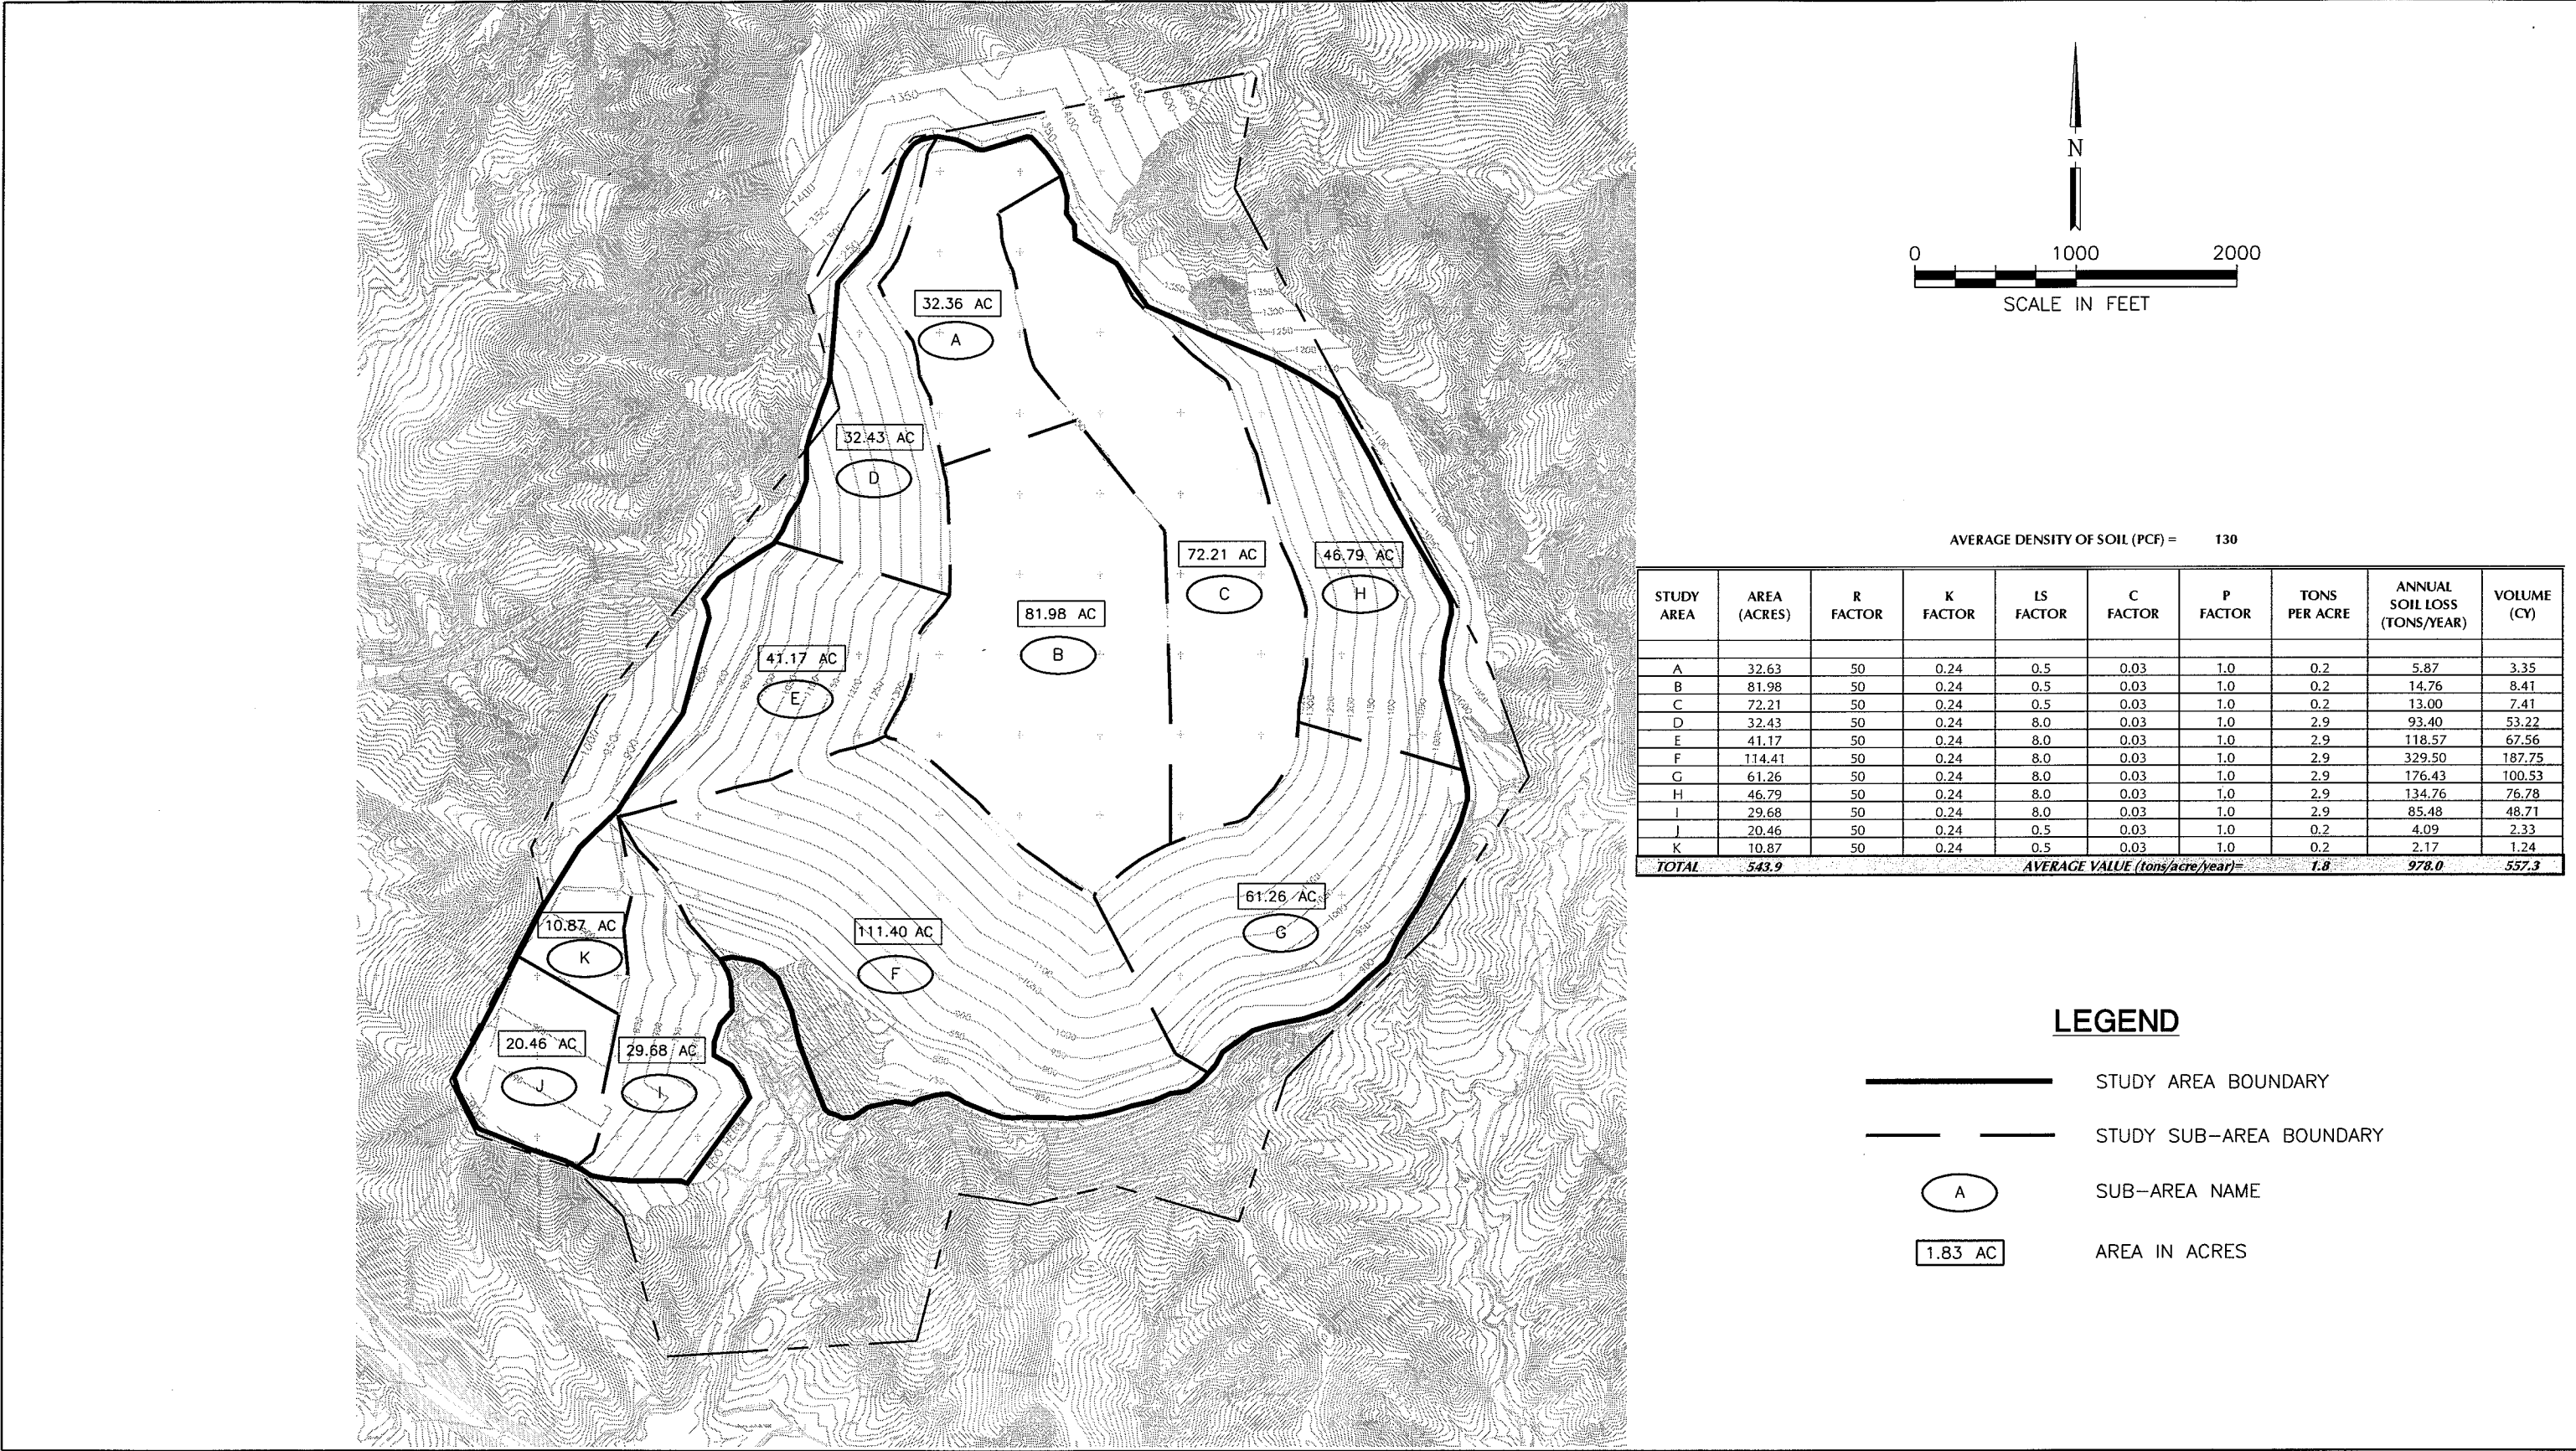 32.36 AC
A
32.43 AC
D
72.21 AC
C
46.79 AC
H
81.98 AC
B
41.17 AC
E
61.26 AC
G
111.40 AC
F
10.87 AC
K
20.46 AC
J
29.68 AC
I
1350
1400
N
0 1000 2000
SCALE IN FEET
AVERAGE DENSITY OF SOIL (PCF) = 130
STUDY AREA AREA (ACRES) R FACTOR K FACTOR LS FACTOR C FACTOR P FACTOR TONS PER ACRE ANNUAL SOIL LOSS (TONS/YEAR) VOLUME (CY)
A 32.63 50 0.24 0.5 0.03 1.0 0.2 5.87 3.35
B 81.98 50 0.24 0.5 0.03 1.0 0.2 14.76 8.41
C 72.21 50 0.24 0.5 0.03 1.0 0.2 13.00 7.41
D 32.43 50 0.24 8.0 0.03 1.0 2.9 93.40 53.22
E 41.17 50 0.24 8.0 0.03 1.0 2.9 118.57 67.56
F 114.41 50 0.24 8.0 0.03 1.0 2.9 329.50 187.75
G 61.26 50 0.24 8.0 0.03 1.0 2.9 176.43 100.53
H 46.79 50 0.24 8.0 0.03 1.0 2.9 134.76 76.78
I 29.68 50 0.24 8.0 0.03 1.0 2.9 85.48 48.71
J 20.46 50 0.24 0.5 0.03 1.0 0.2 4.09 2.33
K 10.87 50 0.24 0.5 0.03 1.0 0.2 2.17 1.24
TOTAL 543.9 AVERAGE VALUE (tons/acre/year)= 1.8 978.0 557.3
LEGEND
STUDY AREA BOUNDARY
STUDY SUB-AREA BOUNDARY
A SUB-AREA NAME
1.83 AC AREA IN ACRES